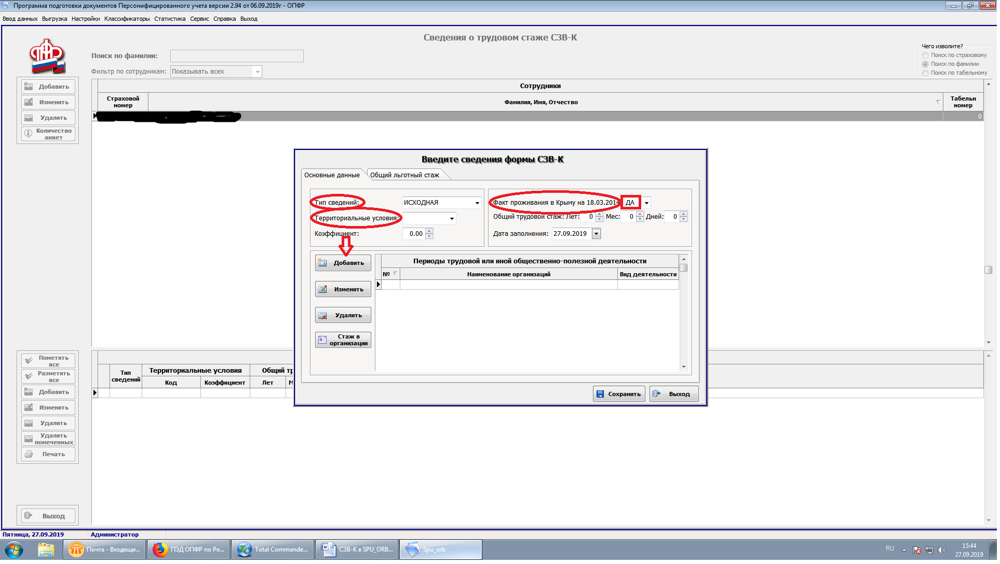 Программа подготовки документов Персонифицированного учета версии 2.94 от 06.09.2019г - ОПФР
Ввод данных Выгрузка Настройки Классификаторы Статистика Сервис Справка Выход
Сведения о трудовом стаже СЗВ-К
ПФР
Поиск по фамилии:
Фильтр по сотрудникам: Показывать всех
Чего изволите?
Поиск по страховому
Поиск по фамилии
Поиск по табельному
Добавить
Изменить
Удалить
Количество
анкет
Сотрудники
Страховой
номер
Фамилия, Имя, Отчество
Табельн
номер
0
Введите сведения формы СЗВ-К
Основные данные Общий льготный стаж
Тип сведений: ИСХОДНАЯ
Территориальные условия:
Коэффициент: 0.00
Факт проживания в Крыму на 18.03.2014 ДА
Общий трудовой стаж: Лет: 0 Мес: 0 Дней: 0
Дата заполнения: 27.09.2019
Добавить
Изменить
Удалить
Стаж в
организации
Периоды трудовой или иной общественно-полезной деятельности
№ Наименование организаций Вид деятельности
Сохранить Выход
Пометить
все
Разметить
все
Добавить
Изменить
Удалить
Удалить
помеченных
Печать
Тип
сведений
Территориальные условия
Код Коэффициент
Общий тр
Лет М
Выход
Пятница, 27.09.2019 Администратор
Почта - Входящи... ПЭД ОПФР по Ре... Total Commande... СЗВ-К в SPU_ORB... Spu_orb
RU
15:44
27.09.2019